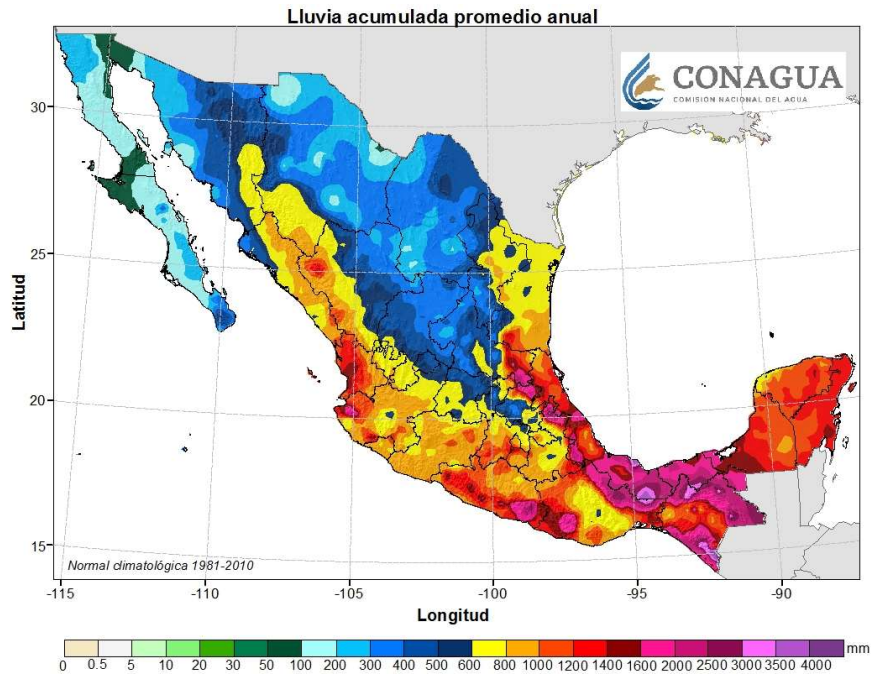 Lluvia acumulada promedio anual
CONAGUA
COMISIÓN NACIONAL DEL AGUA
30
25
20
15
Latitud
Normal climatológica 1981-2010
-115 -110 -105 -100 -95 -90
Longitud
mm
0 0.5 5 10 20 30 50 100 200 300 400 500 600 800 1000 1200 1400 1600 2000 2500 3000 3500 4000